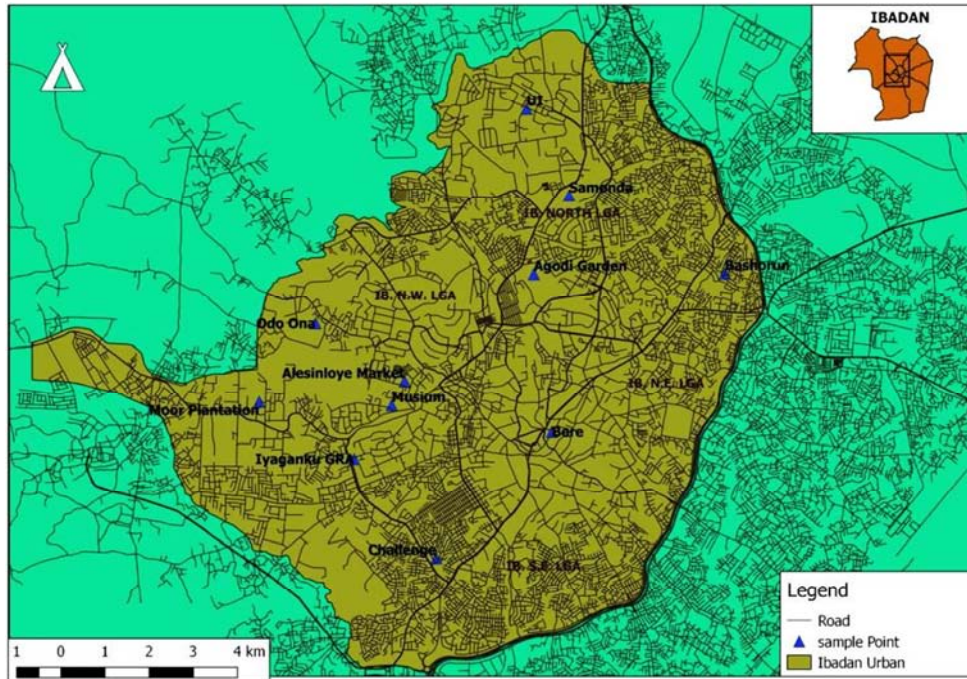 IBADAN
UI
Samonda
IB. NORTH LGA
Agodi Garden
Bashorun
IB. N.W. LGA
Odo Ona
Alesinloye Market
IB. N.E. LGA
Musium
Moor Plantation
Bere
Iyaganku GRA
Challenge
IB. S.E. LGA
Legend
Road
sample Point
Ibadan Urban
1 0 1 2 3 4 km